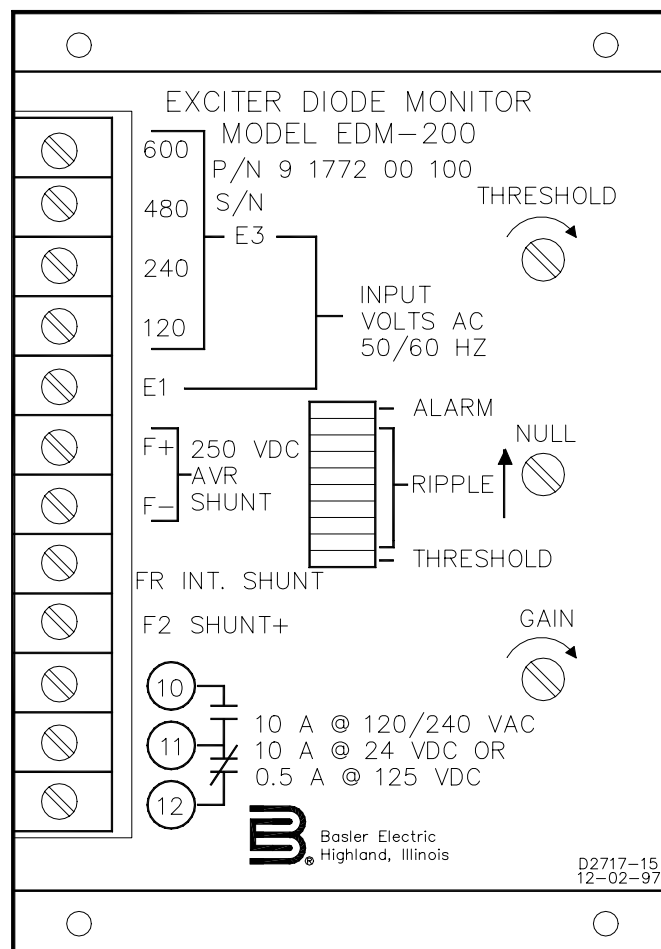 EXCITER DIODE MONITOR
MODEL EDM-200
P/N 9 1772 00 100
S/N
600
480
240
120
E3
E1
INPUT
VOLTS AC
50/60 HZ
THRESHOLD
F+
F-
250 VDC
AVR
SHUNT
ALARM
RIPPLE
THRESHOLD
NULL
FR INT. SHUNT
F2 SHUNT+
GAIN
10
11
12
10 A @ 120/240 VAC
10 A @ 24 VDC OR
0.5 A @ 125 VDC
B®
Basler Electric
Highland, Illinois
D2717-15
12-02-97